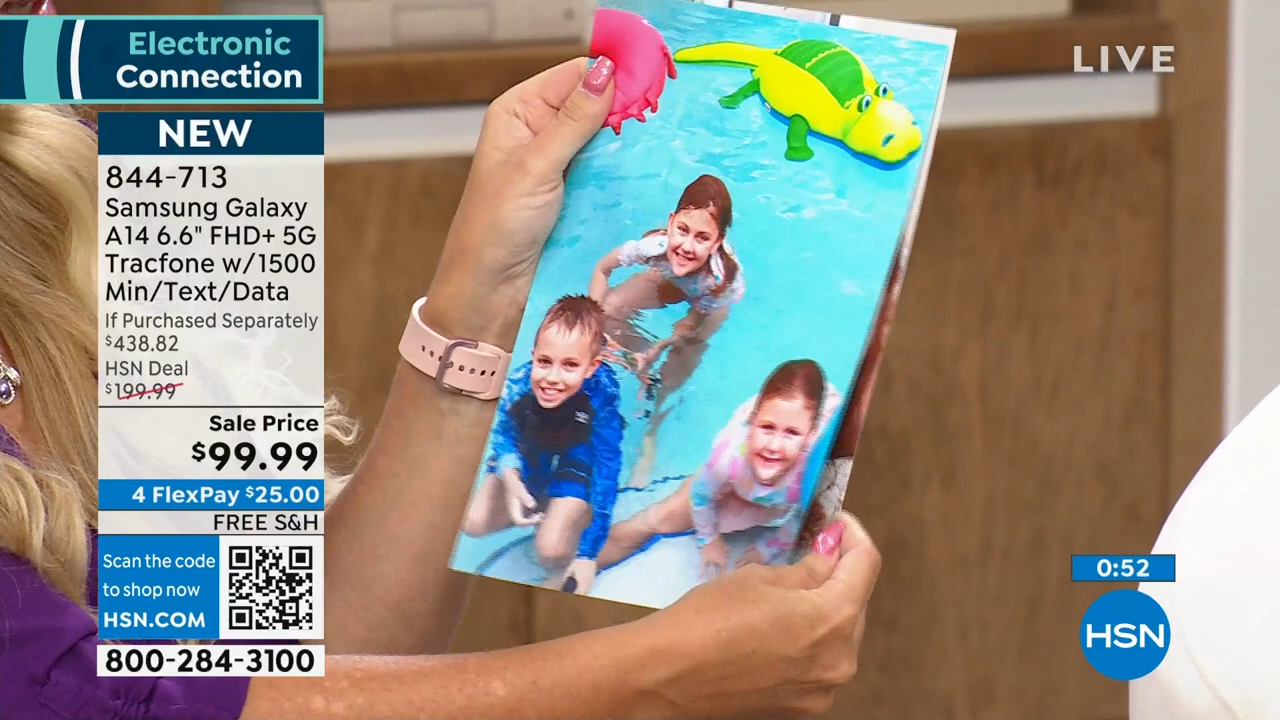 Electronic
Connection
LIVE
NEW
844-713
Samsung Galaxy
A14 6.6" FHD+ 5G
Tracfone w/1500
Min/Text/Data
If Purchased Separately
$438.82
HSN Deal
$199.99
Sale Price
$99.99
4 FlexPay $25.00
FREE S&H
Scan the code
to shop now
HSN.COM
800-284-3100
0:52
HSN